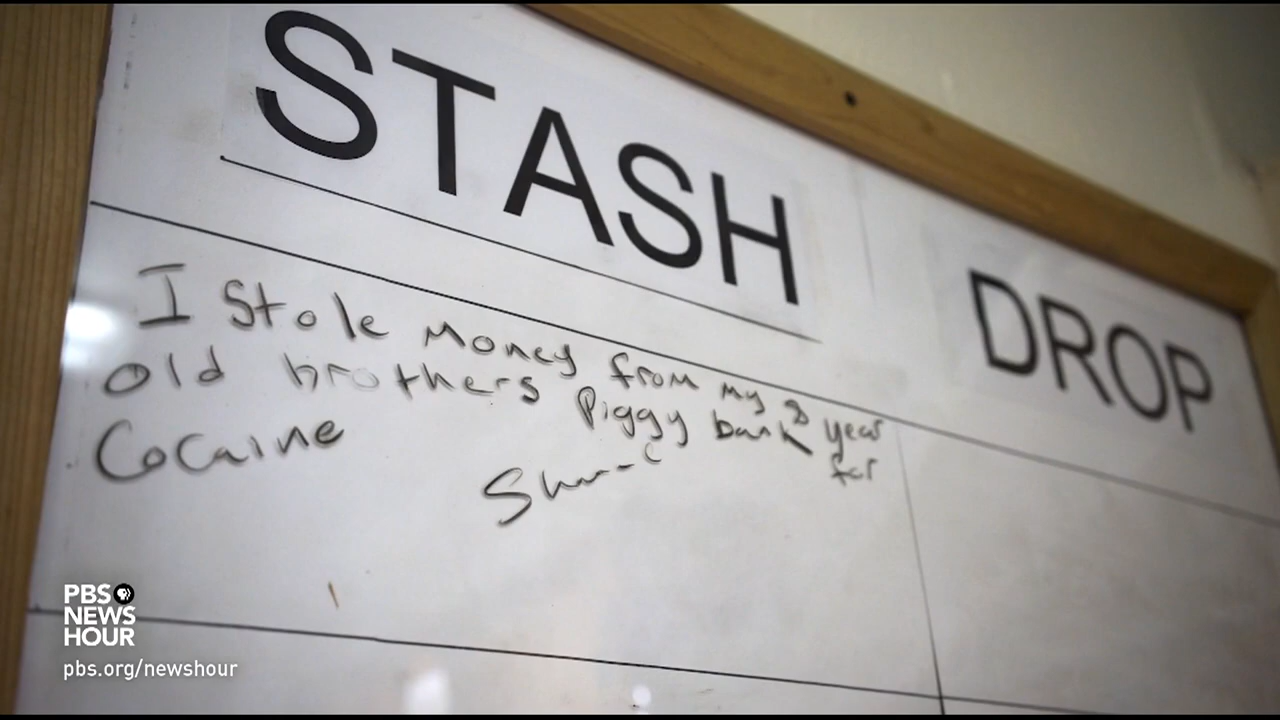 STASH
DROP
I Stole Money from my 8 year
old brothers Piggy bank for
Cocaine
PBS
NEWS
HOUR
pbs.org/newshour